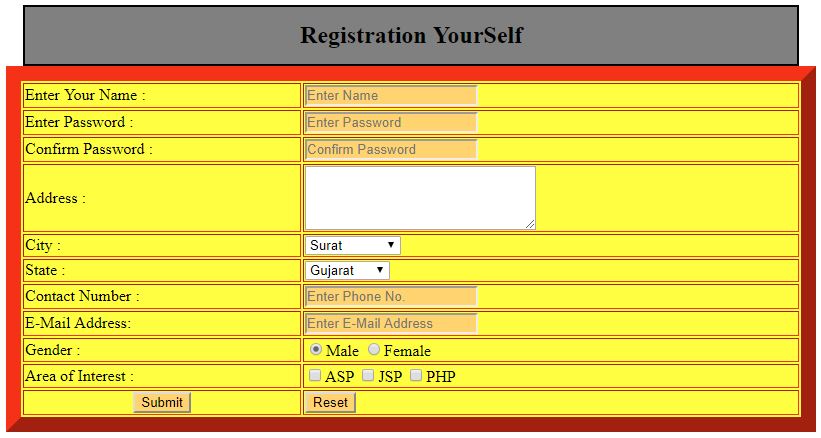 Registration YourSelf
Enter Your Name : Enter Name
Enter Password : Enter Password
Confirm Password : Confirm Password
Address :
City : Surat
State : Gujarat
Contact Number : Enter Phone No.
E-Mail Address: Enter E-Mail Address
Gender : Male Female
Area of Interest : ASP JSP PHP
Submit Reset